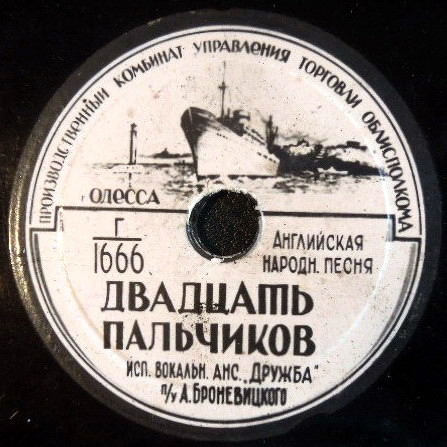 ПРОИЗВОДСТВЕННЫЙ КОМБИНАТ УПРАВЛЕНИЯ ТОРГОВЛИ ОБЛИСПОЛКОМА
ОДЕССА
Г
1666
АНГЛИЙСКАЯ
НАРОДН. ПЕСНЯ
ДВАДЦАТЬ
ПАЛЬЧИКОВ
ИСП. ВОКАЛЬН. АНС. „ДРУЖБА"
П/У А. БРОНЕВИЦКОГО